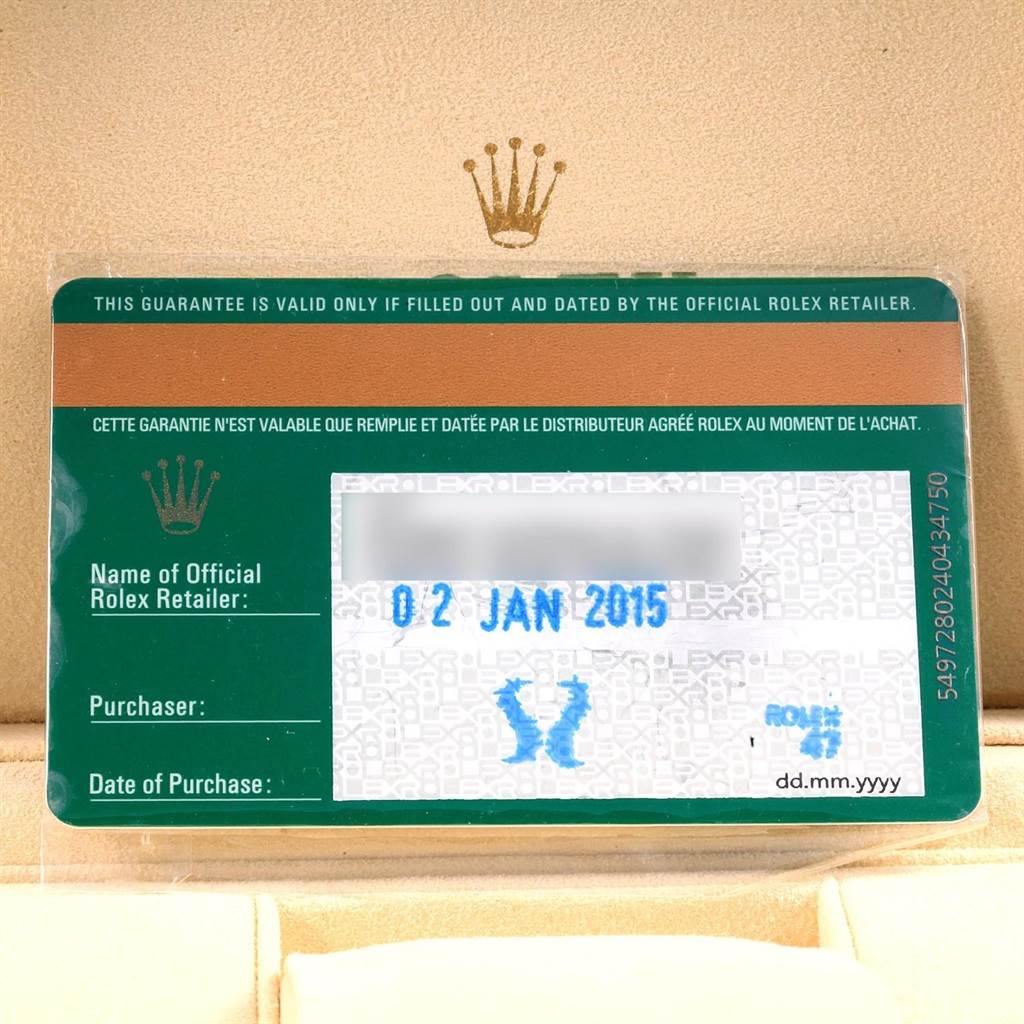 THIS GUARANTEE IS VALID ONLY IF FILLED OUT AND DATED BY THE OFFICIAL ROLEX RETAILER.
CETTE GARANTIE N'EST VALABLE QUE REMPLIE ET DATÉE PAR LE DISTRIBUTEUR AGRÉÉ ROLEX AU MOMENT DE L'ACHAT.
Name of Official
Rolex Retailer:
02 JAN 2015
Purchaser:
ROLEX
47
Date of Purchase:
dd.mm.yyyy
5497280240434750